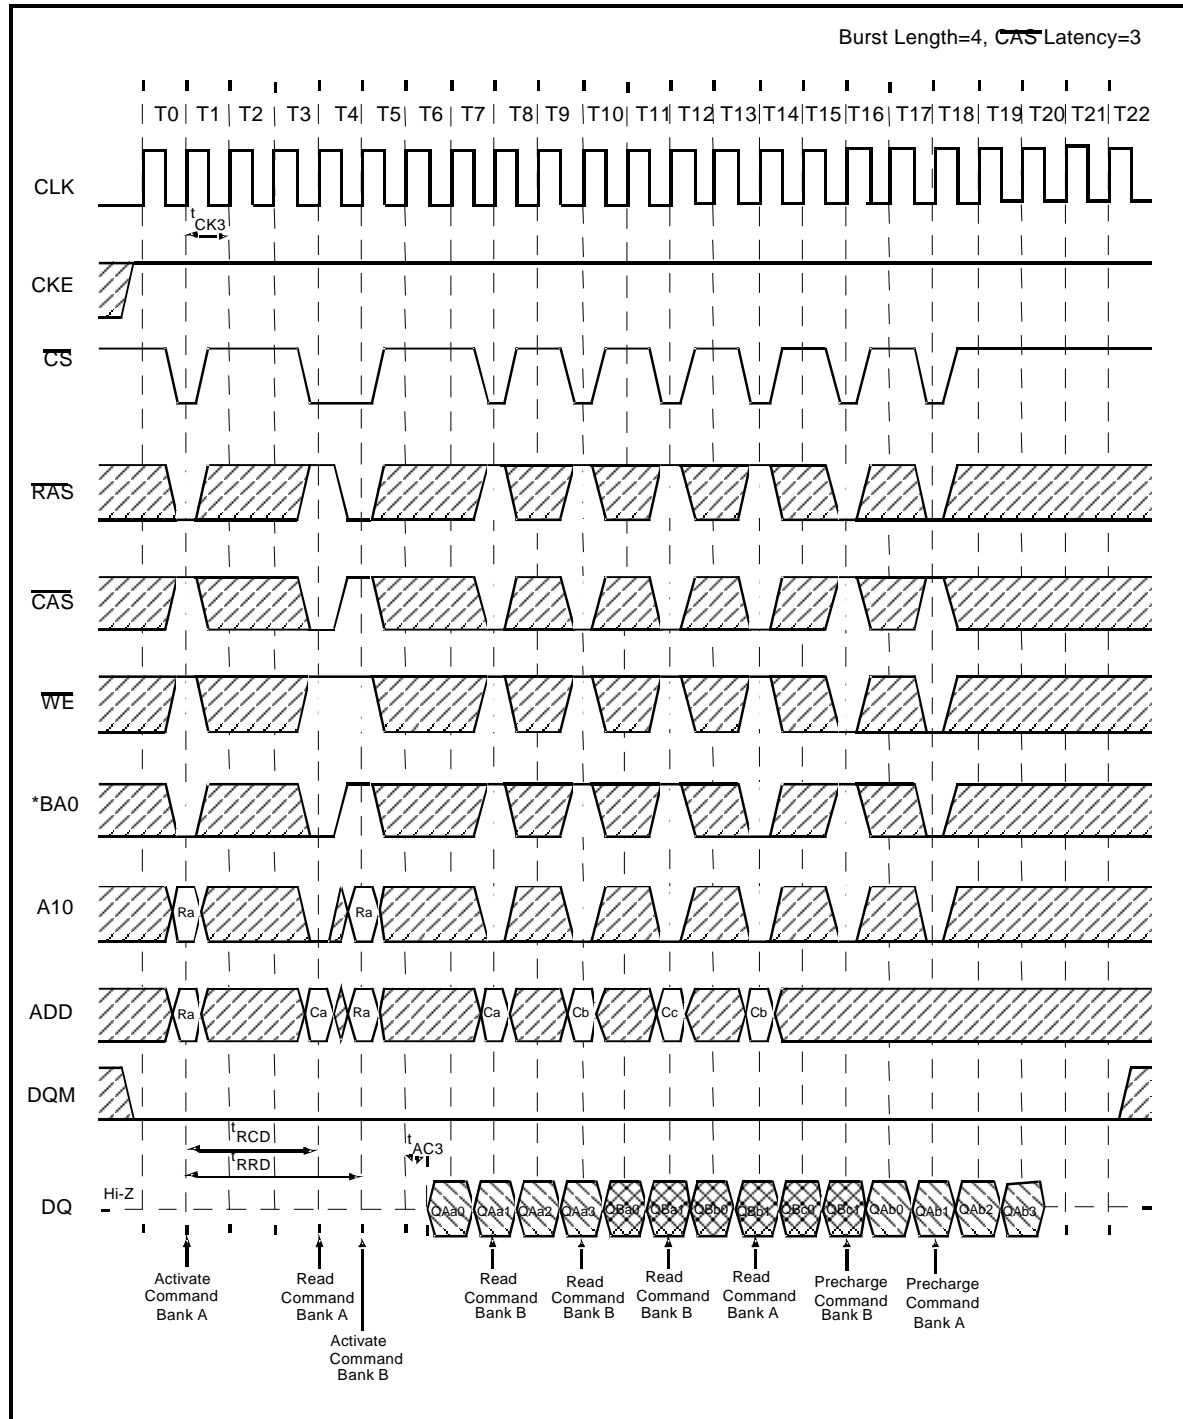 Burst Length=4, CAS Latency=3
T0 T1 T2 T3 T4 T5 T6 T7 T8 T9 T10 T11 T12 T13 T14 T15 T16 T17 T18 T19 T20 T21 T22
CLK
tCK3
CKE
CS
RAS
CAS
WE
*BA0
A10
Ra Ra
ADD
Ra Ca Ra Ca Cb Cc Cb
DQM
tRCD
tAC3
tRRD
Hi-Z
DQ
QAa0 QAa1 QAa2 QAa3 QBa0 QBa1 QBb0 QBb1 QBc0 QBc1 QAb0 QAb1 QAb2 QAb3
Activate
Command
Bank A
Read
Command
Bank A
Activate
Command
Bank B
Read
Command
Bank B
Read
Command
Bank B
Read
Command
Bank B
Read
Command
Bank A
Precharge
Command
Bank B
Precharge
Command
Bank A